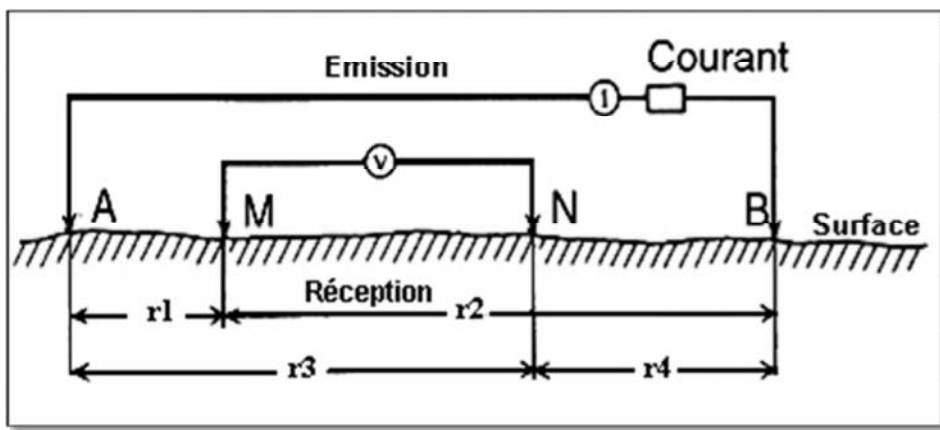 Emission
Courant
I
V
A
M
N
B
Surface
Réception
r1
r2
r3
r4